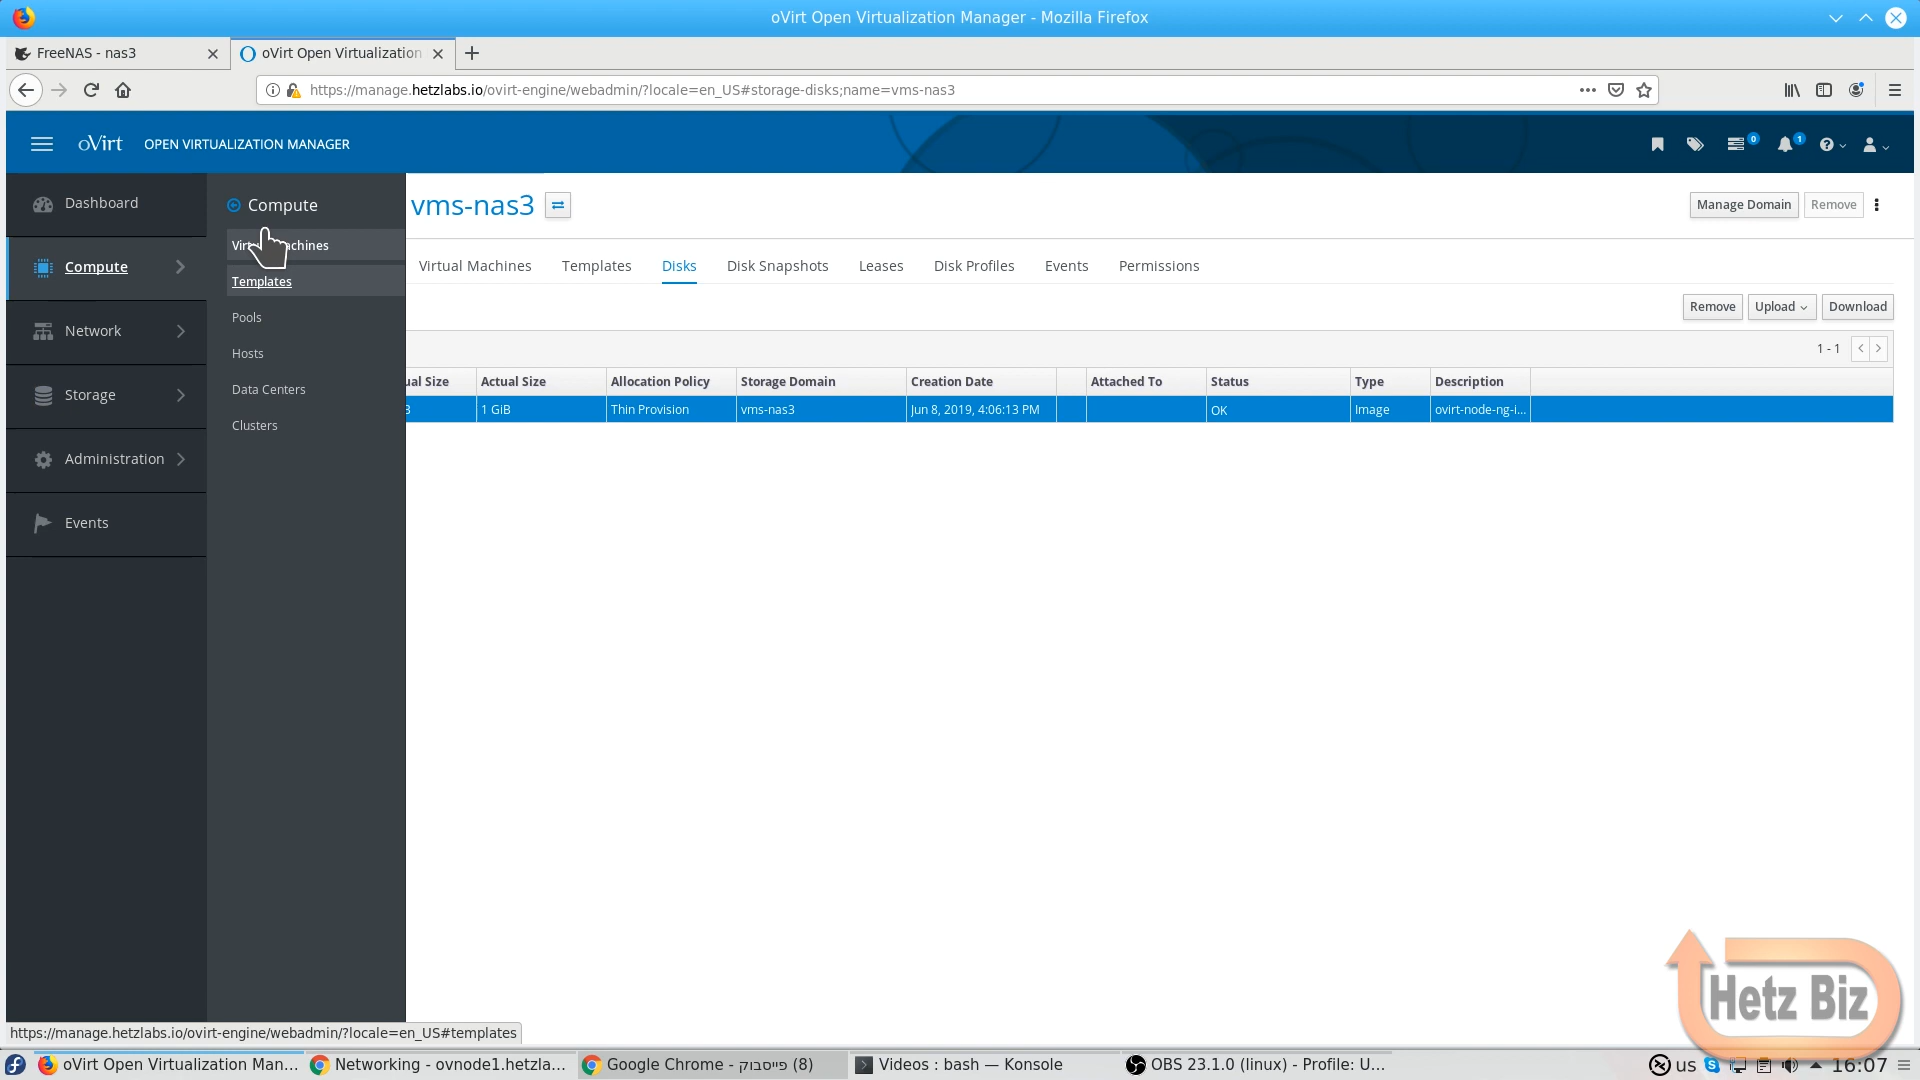 oVirt Open Virtualization Manager - Mozilla Firefox
FreeNAS - nas3
oVirt Open Virtualization
https://manage.hetzlabs.io/ovirt-engine/webadmin/?locale=en_US#storage-disks;name=vms-nas3
oVirt OPEN VIRTUALIZATION MANAGER
0
1
Dashboard
Compute
Network
Storage
Administration
Events
Compute
Templates
Pools
Hosts
Data Centers
Clusters
vms-nas3
Manage Domain
Remove
Virtual Machines
Templates
Disks
Disk Snapshots
Leases
Disk Profiles
Events
Permissions
Remove
Upload
Download
1 - 1
ual Size
Actual Size
Allocation Policy
Storage Domain
Creation Date
Attached To
Status
Type
Description
1 GiB
Thin Provision
vms-nas3
Jun 8, 2019, 4:06:13 PM
OK
Image
ovirt-node-ng-i...
https://manage.hetzlabs.io/ovirt-engine/webadmin/?locale=en_US#templates
Hetz Biz
oVirt Open Virtualization Man...
Networking - ovnode1.hetzla...
Google Chrome - פייסבוק (8)
Videos : bash — Konsole
OBS 23.1.0 (linux) - Profile: U...
us
16:07